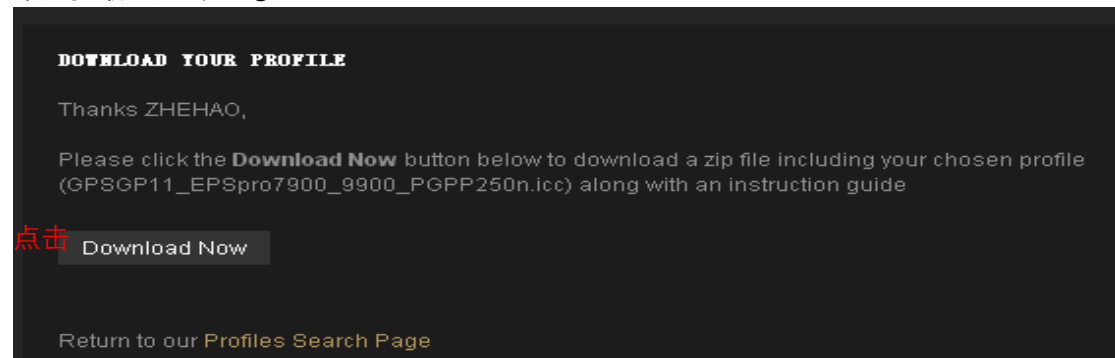 DOWNLOAD YOUR PROFILE
Thanks ZHEHAO,
Please click the Download Now button below to download a zip file including your chosen profile
(GPSGP11_EPSpro7900_9900_PGPP250n.icc) along with an instruction guide
点击 Download Now
Return to our Profiles Search Page